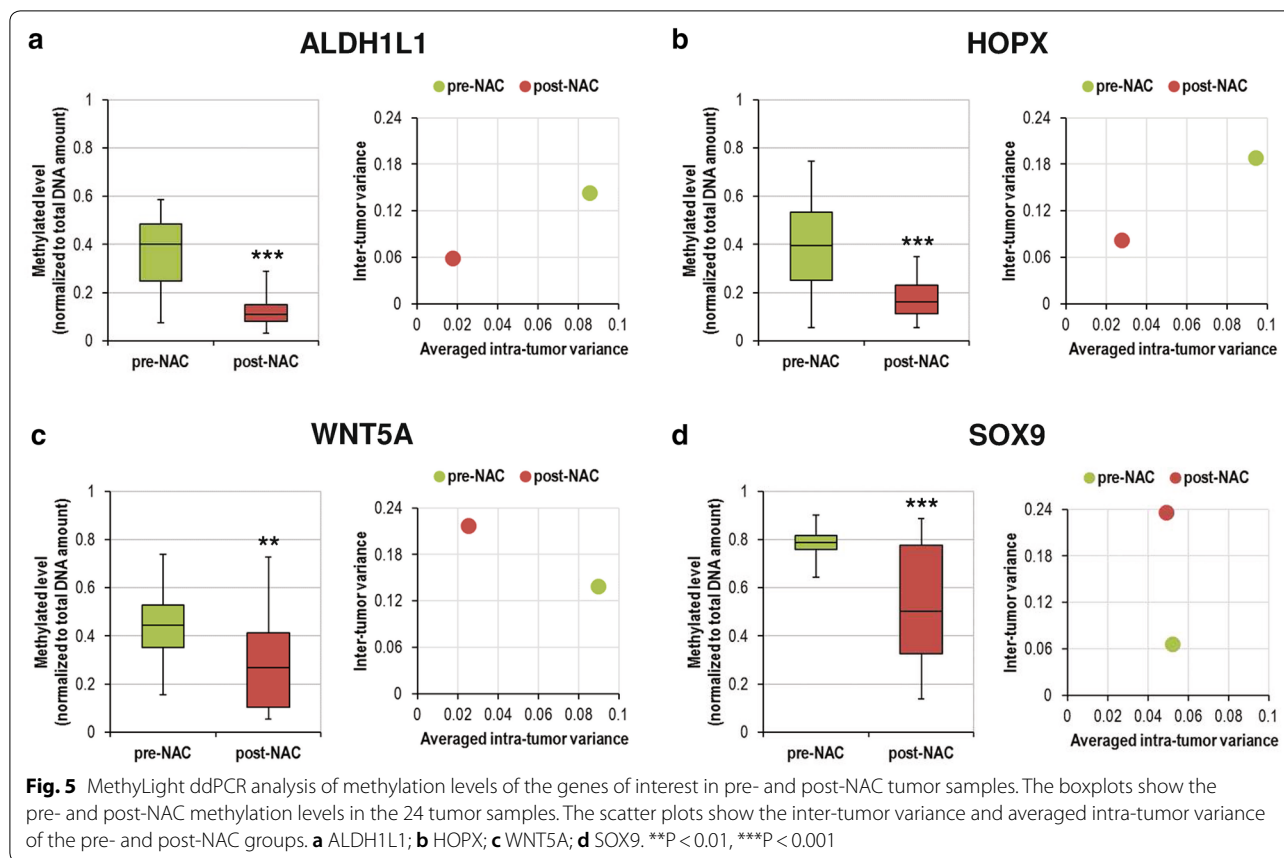 a
ALDH1L1
pre-NAC post-NAC
Methylated level
(normalized to total DNA amount)
1
0.8
0.6
0.4
0.2
0
***
pre-NAC post-NAC
Inter-tumor variance
0.24
0.18
0.12
0.06
0
0 0.02 0.04 0.06 0.08 0.1
Averaged intra-tumor variance
b
HOPX
pre-NAC post-NAC
Methylated level
(normalized to total DNA amount)
1
0.8
0.6
0.4
0.2
0
***
pre-NAC post-NAC
Inter-tumor variance
0.24
0.18
0.12
0.06
0
0 0.02 0.04 0.06 0.08 0.1
Averaged intra-tumor variance
c
WNT5A
pre-NAC post-NAC
Methylated level
(normalized to total DNA amount)
1
0.8
0.6
0.4
0.2
0
**
pre-NAC post-NAC
Inter-tumor variance
0.24
0.18
0.12
0.06
0
0 0.02 0.04 0.06 0.08 0.1
Averaged intra-tumor variance
d
SOX9
pre-NAC post-NAC
Methylated level
(normalized to total DNA amount)
1
0.8
0.6
0.4
0.2
0
***
pre-NAC post-NAC
Inter-tumor variance
0.24
0.18
0.12
0.06
0
0 0.02 0.04 0.06 0.08 0.1
Averaged intra-tumor variance
Fig. 5 MethyLight ddPCR analysis of methylation levels of the genes of interest in pre- and post-NAC tumor samples. The boxplots show the
pre- and post-NAC methylation levels in the 24 tumor samples. The scatter plots show the inter-tumor variance and averaged intra-tumor variance
of the pre- and post-NAC groups. a ALDH1L1; b HOPX; c WNT5A; d SOX9. **P < 0.01, ***P < 0.001